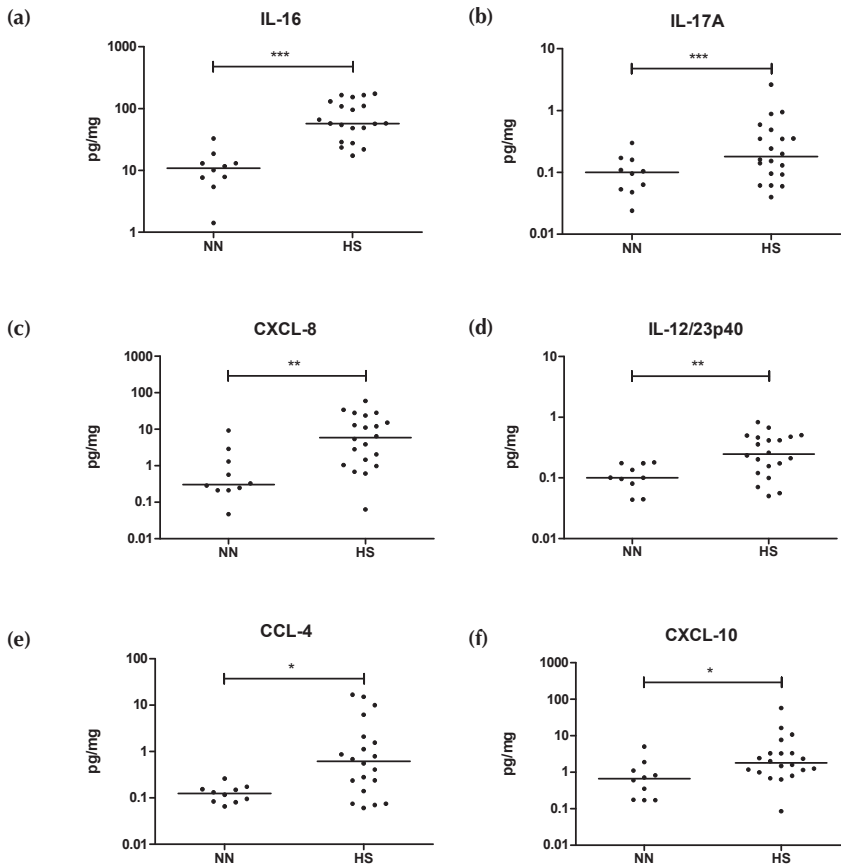 (a)
IL-16
1000
100
10
1
pg/mg
***
NN HS
(b)
IL-17A
10
1
0.1
0.01
pg/mg
***
NN HS
(c)
CXCL-8
1000
100
10
1
0.1
0.01
pg/mg
**
NN HS
(d)
IL-12/23p40
10
1
0.1
0.01
pg/mg
**
NN HS
(e)
CCL-4
100
10
1
0.1
0.01
pg/mg
*
NN HS
(f)
CXCL-10
1000
100
10
1
0.1
0.01
pg/mg
*
NN HS